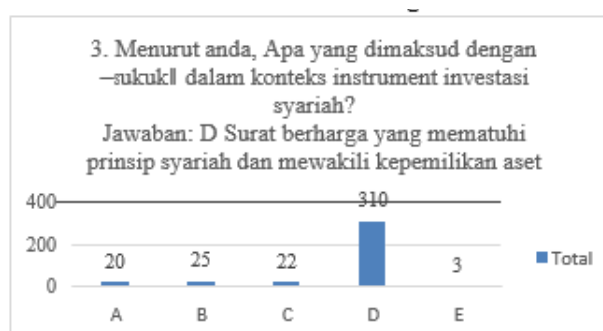 3. Menurut anda, Apa yang dimaksud dengan
―sukuk‖ dalam konteks instrument investasi
syariah?
Jawaban: D Surat berharga yang mematuhi
prinsip syariah dan mewakili kepemilikan aset
400
310
200
20 25 22 3
0
Total
A B C D E